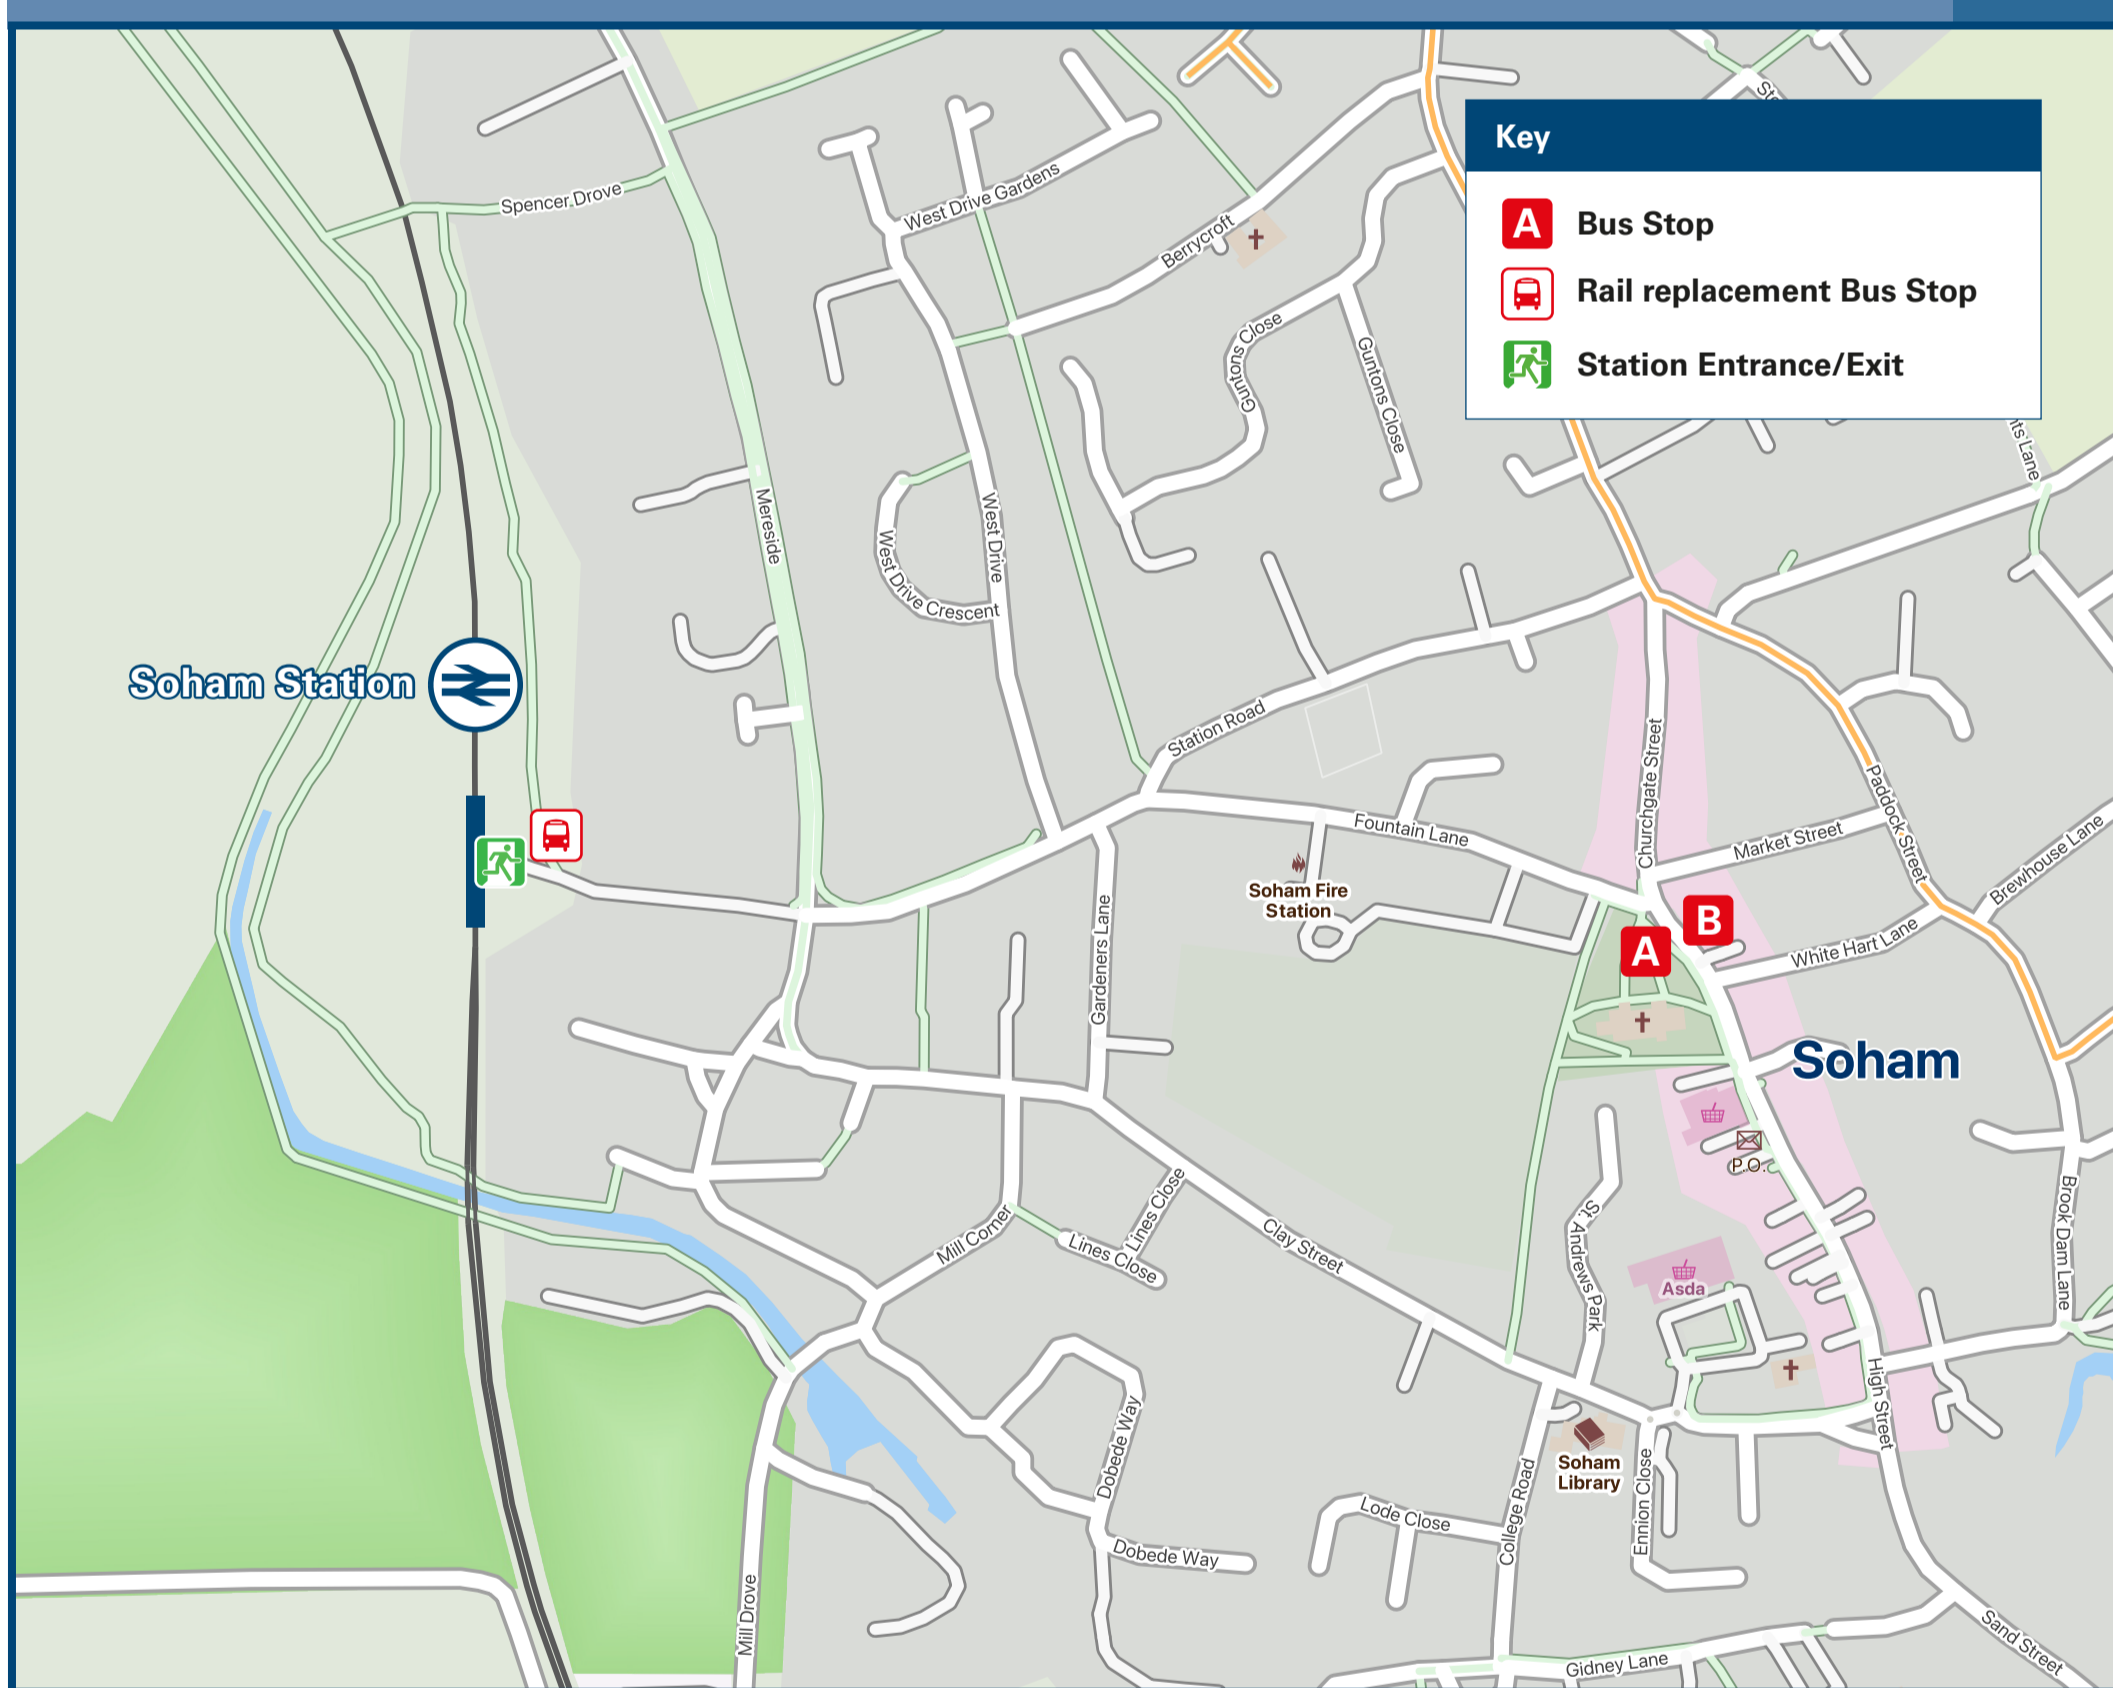 Key
A
Bus Stop
Rail replacement Bus Stop
Station Entrance/Exit
Spencer Drove
West Drive Gardens
Berrycroft
Guntons Close
Guntons Close
Mereside
West Drive
West Drive Crescent
nts Lane
Soham Station
Station Road
Churchgate Street
Fountain Lane
Market Street
Paddock Street
Brewhouse Lane
Soham Fire
Station
Gardeners Lane
A
B
White Hart Lane
Soham
P.O.
Mill Corner
Lines Close
Lines Close
Clay Street
St. Andrews Park
Asda
Brook Dam Lane
High Street
Dobede Way
Dobede Way
Soham
Library
College Road
Ennion Close
Lode Close
Mill Drove
Gidney Lane
Sand Street